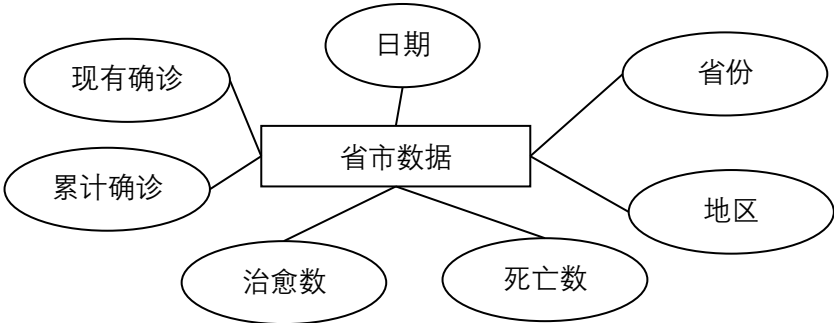 日期
现有确诊
省份
省市数据
累计确诊
地区
治愈数
死亡数